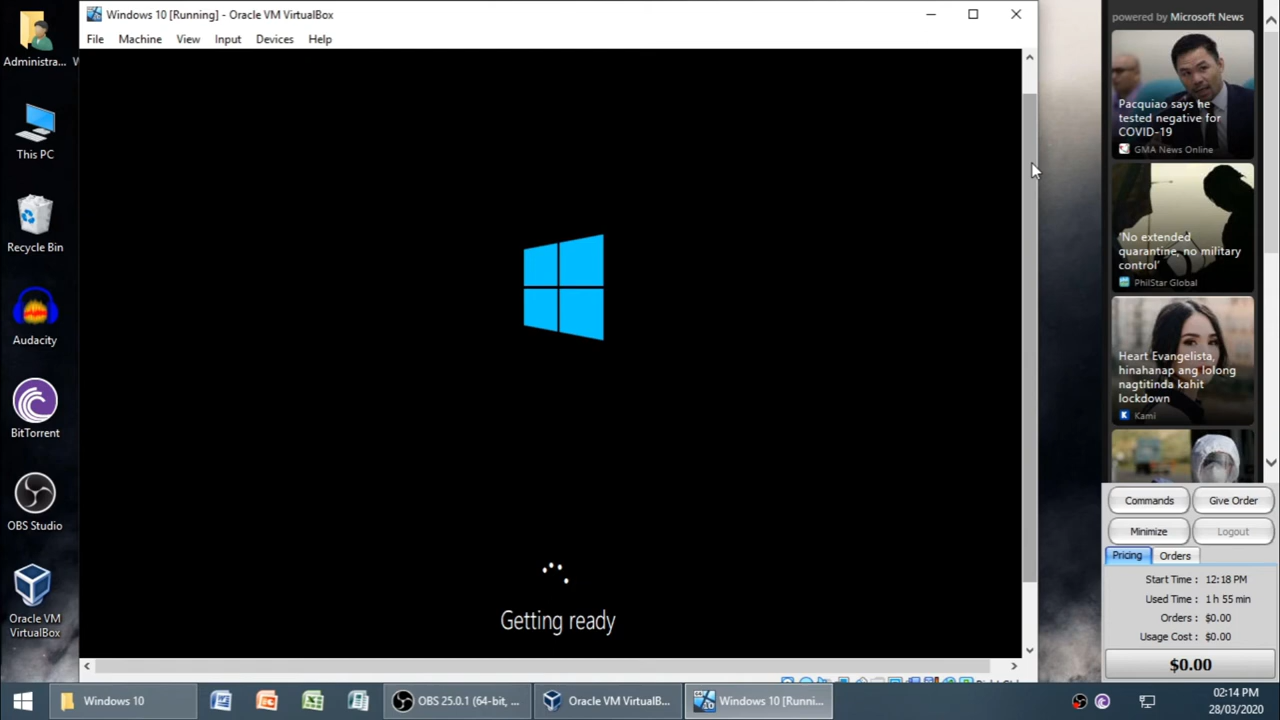 Windows 10 [Running] - Oracle VM VirtualBox
File Machine View Input Devices Help
Administra...
This PC
Recycle Bin
Audacity
BitTorrent
OBS Studio
Oracle VM
VirtualBox
Getting ready
powered by Microsoft News
Pacquiao says he
tested negative for
COVID-19
GMA News Online
'No extended
quarantine, no military
control'
PhilStar Global
Heart Evangelista,
hinahanap ang lolong
nagtitinda kahit
lockdown
Kami
Commands Give Order
Minimize Logout
Pricing Orders
Start Time : 12:18 PM
Used Time : 1 h 55 min
Orders : $0.00
Usage Cost : $0.00
$0.00
Windows 10
OBS 25.0.1 (64-bit, ...
Oracle VM VirtualB...
Windows 10 [Runni...
02:14 PM
28/03/2020